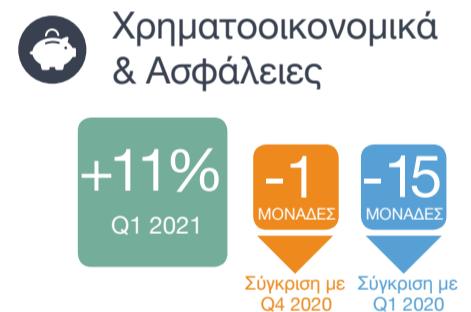 Χρηματοοικονομικά
& Ασφάλειες
+11%
Q1 2021
-1
ΜΟΝΑΔΕΣ
-15
ΜΟΝΑΔΕΣ
Σύγκριση με
Q4 2020
Σύγκριση με
Q1 2020